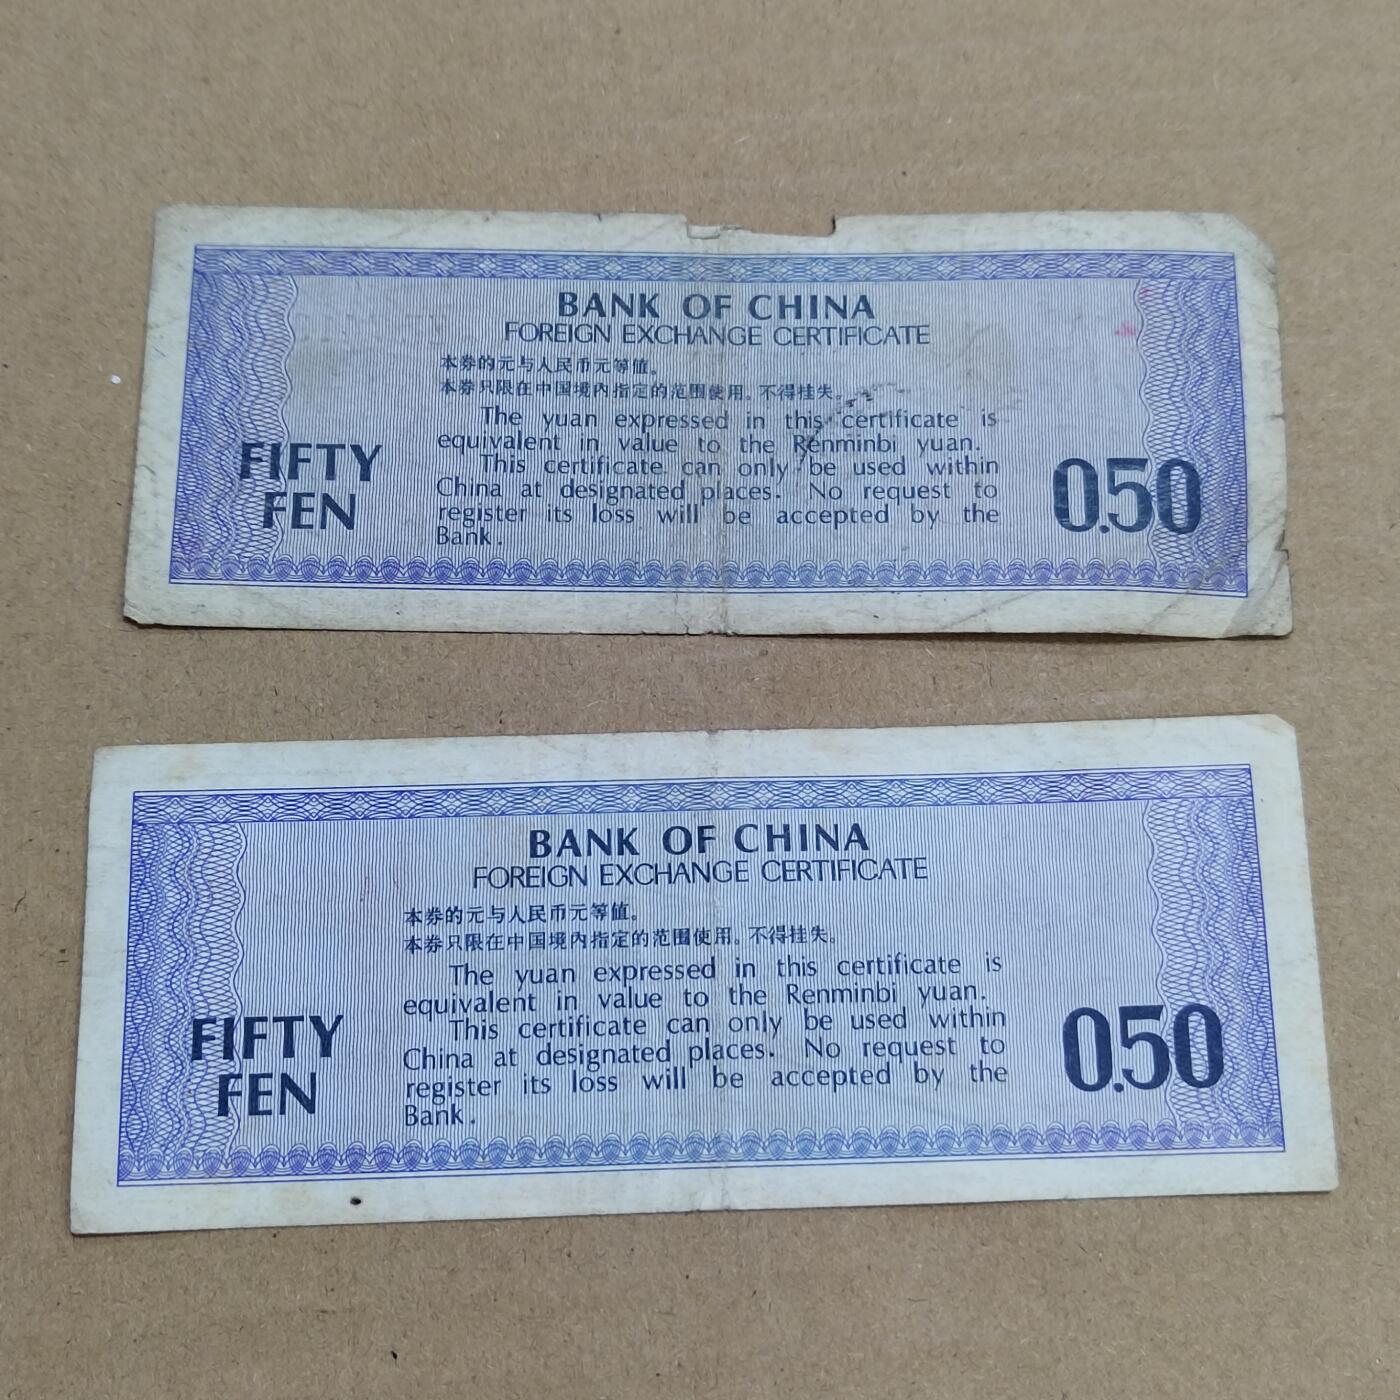 BANK OF CHINA
FOREIGN EXCHANGE CERTIFICATE
本券的元与人民币元等值。
本券只限在中国境内指定的范围使用。不得挂失。
The yuan expressed in this certificate is
equivalent in value to the Renminbi yuan.
This certificate can only be used within
China at designated places. No request to
register its loss will be accepted by the
Bank.
FIFTY
FEN
0.50
BANK OF CHINA
FOREIGN EXCHANGE CERTIFICATE
本券的元与人民币元等值。
本券只限在中国境内指定的范围使用。不得挂失。
The yuan expressed in this certificate is
equivalent in value to the Renminbi yuan.
This certificate can only be used within
China at designated places. No request to
register its loss will be accepted by the
Bank.
FIFTY
FEN
0.50